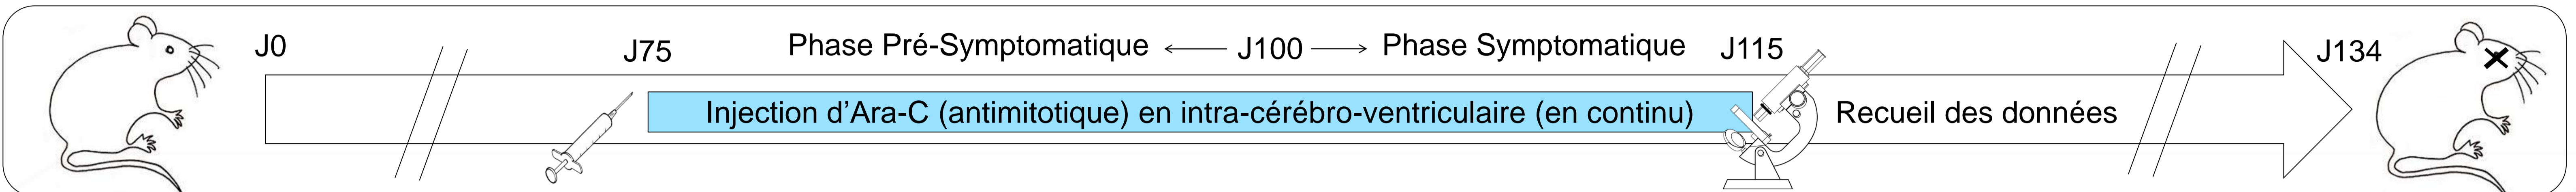 J0
J75
Phase Pré-Symptomatique
J100
Phase Symptomatique
J115
J134
Injection d'Ara-C (antimitotique) en intra-cérébro-ventriculaire (en continu)
Recueil des données